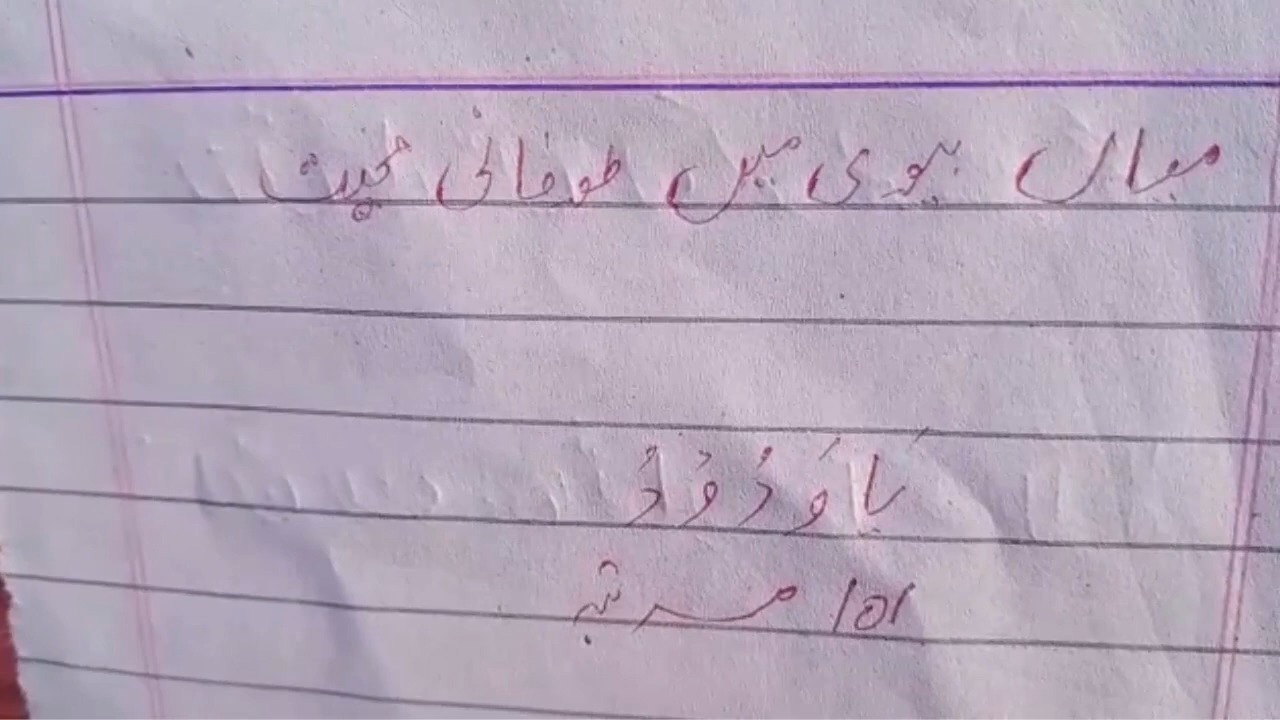 میاں بیوی میں طوفانی محبت
یَا وَدُوْدُ
101 مرتبہ